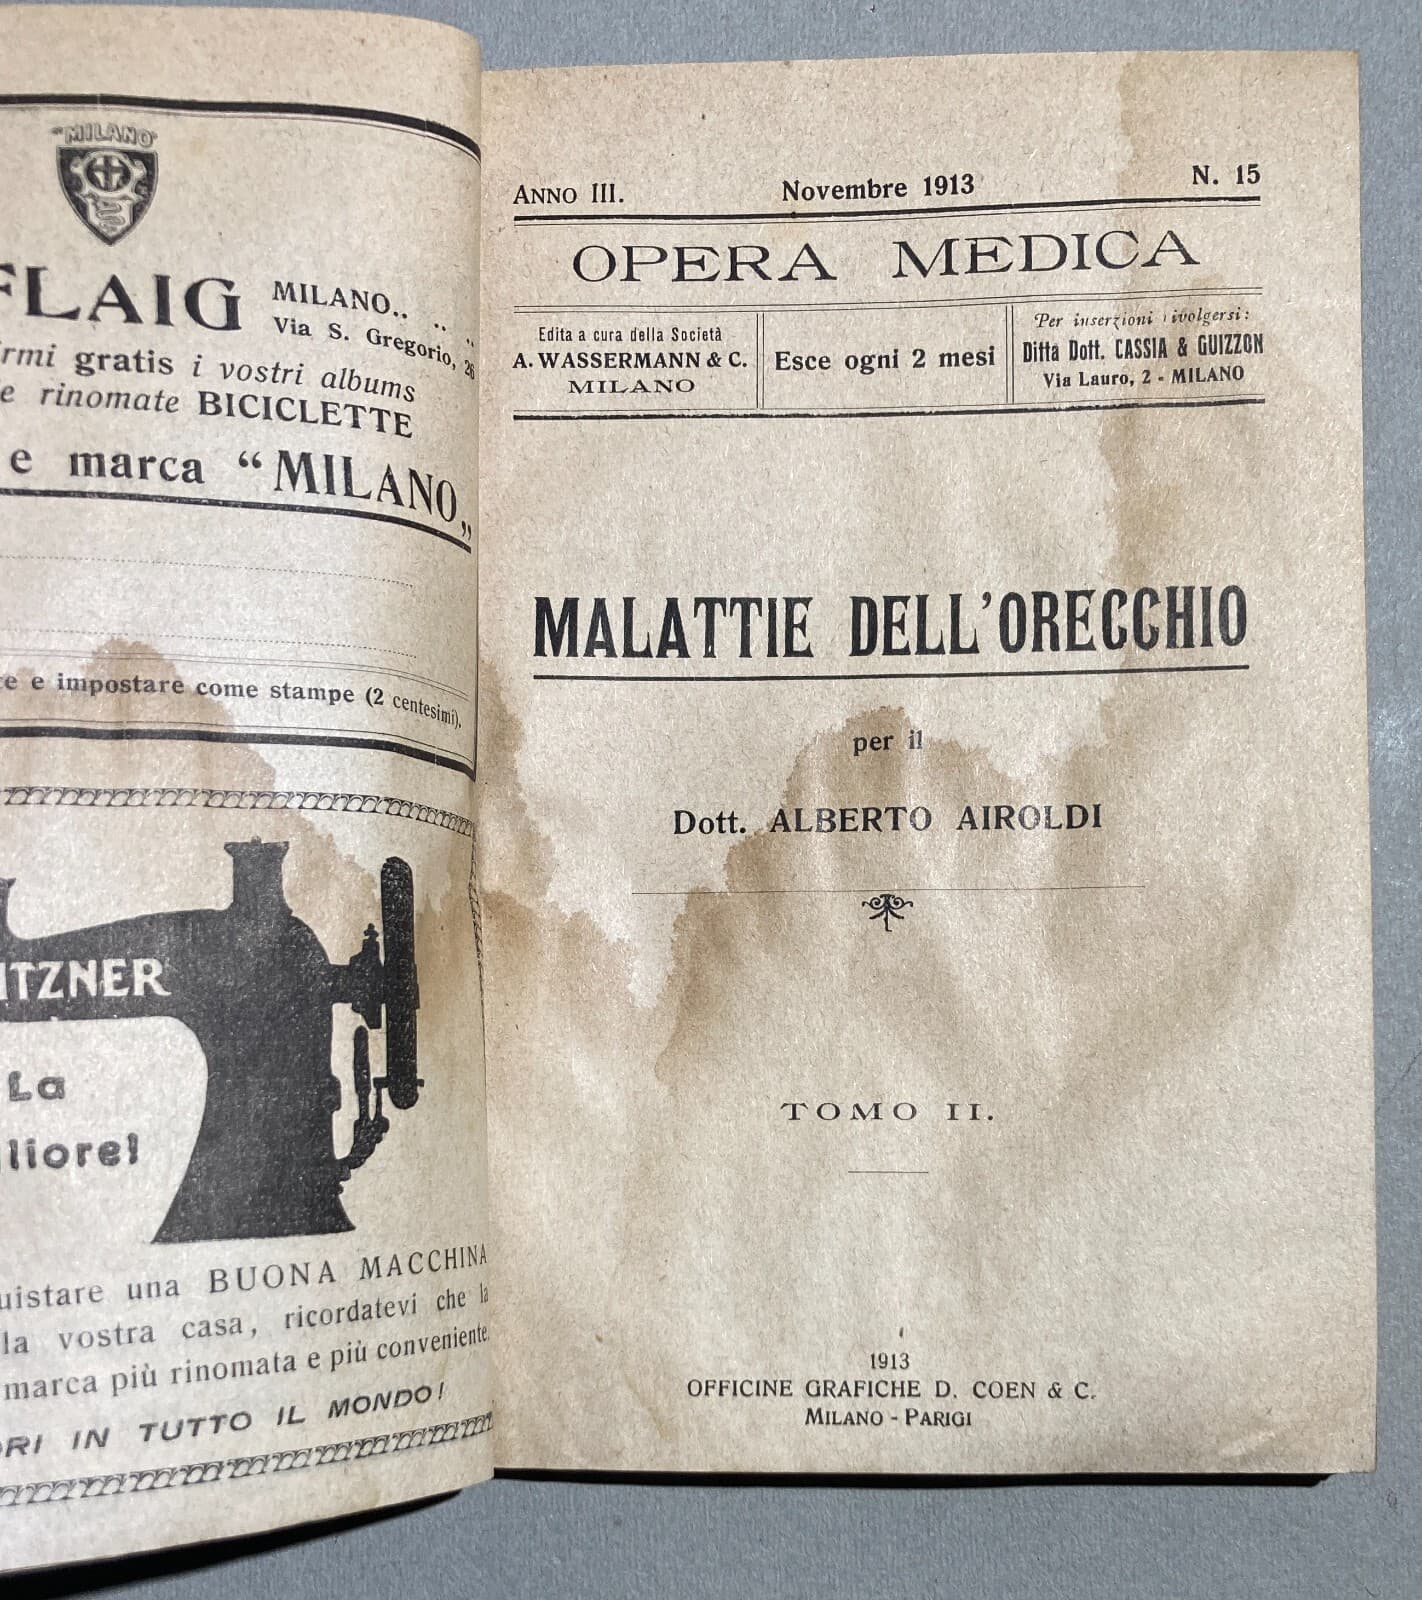 "MILANO"
FLAIG
MILANO..
Via S. Gregorio, 26
gratis i vostri albums
e rinomate BICICLETTE
e marca “MILANO„
e impostare come stampe (2 centesimi).
ITZNER
La
liore!
uistare una BUONA MACCHINA
la vostra casa, ricordatevi che la
marca più rinomata e più conveniente.
ORI IN TUTTO IL MONDO!
ANNO III.
Novembre 1913
N. 15
OPERA MEDICA
Edita a cura della Società
A. WASSERMANN & C.
MILANO
Esce ogni 2 mesi
Per inserzioni rivolgersi:
Ditta Dott. CASSIA & GUIZZON
Via Lauro, 2 - MILANO
MALATTIE DELL'ORECCHIO
per il
Dott. ALBERTO AIROLDI
TOMO II.
1913
OFFICINE GRAFICHE D. COEN & C.
MILANO - PARIGI